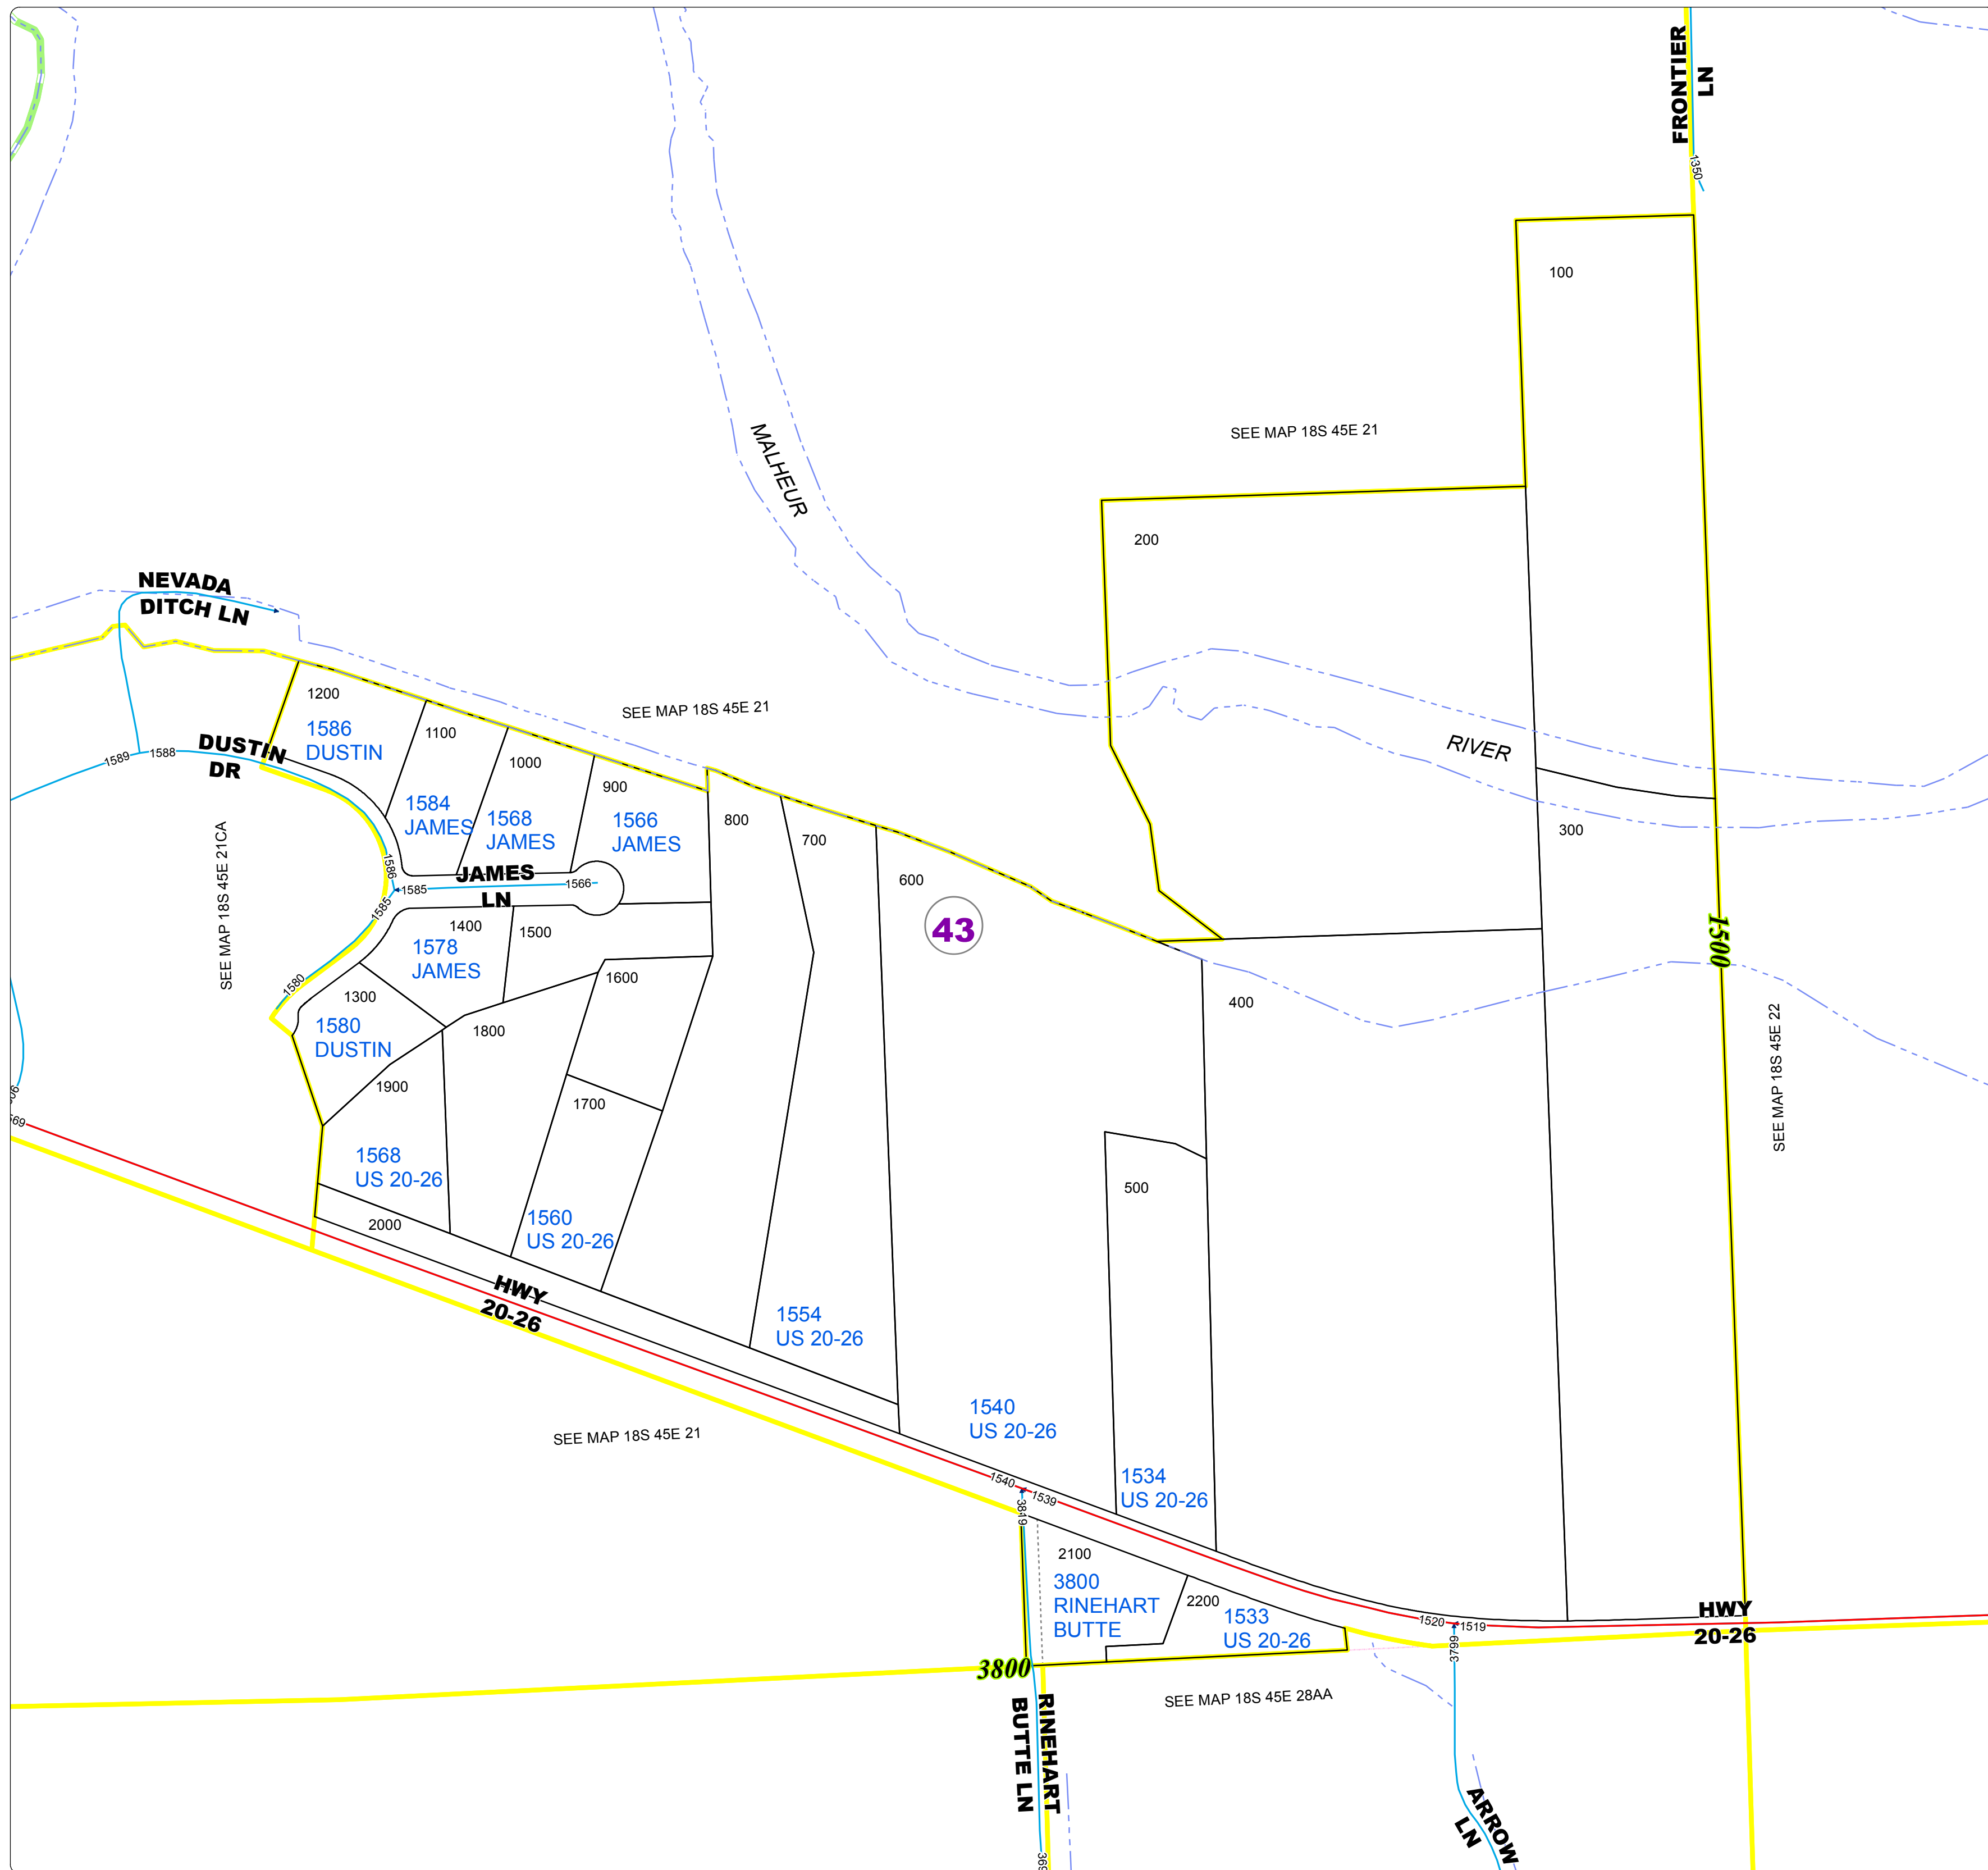 FRONTIER
LN
1350
100
SEE MAP 18S 45E 21
MALHEUR
200
NEVADA
DITCH LN
1200
1586
DUSTIN
SEE MAP 18S 45E 21
1100
1000
900
DUSTIN
DR
1589
1588
RIVER
1584
JAMES
1568
JAMES
1566
JAMES
800
700
300
600
43
SEE MAP 18S 45E 21CA
1586
JAMES
LN
1585
1566
1585
1400
1578
JAMES
1500
1500
1580
1300
1580
DUSTIN
1600
1800
400
SEE MAP 18S 45E 22
1900
1700
569
500
1568
US 20-26
1560
US 20-26
2000
HWY
20-26
1554
US 20-26
1540
US 20-26
SEE MAP 18S 45E 21
1534
US 20-26
1540
1539
3819
2100
3800
RINEHART
BUTTE
2200
1533
US 20-26
1520
1519
HWY
20-26
3799
3800
SEE MAP 18S 45E 28AA
RINEHART
BUTTE LN
ARROW
LN
369